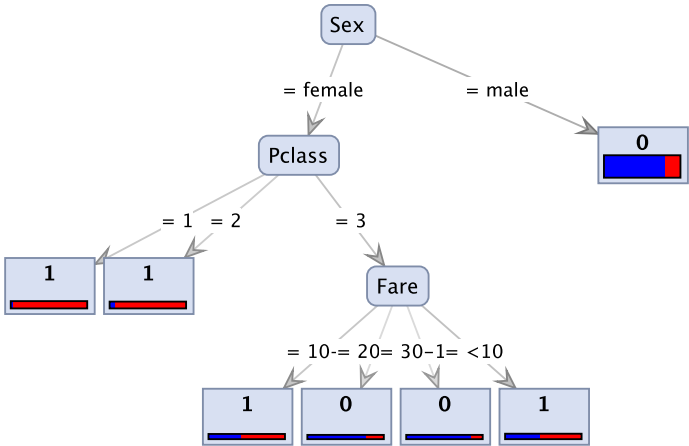 Sex
= female
= male
0
Pclass
= 1
= 2
= 3
1
1
Fare
= 10-= 20= 30-1= <10
1
0
0
1